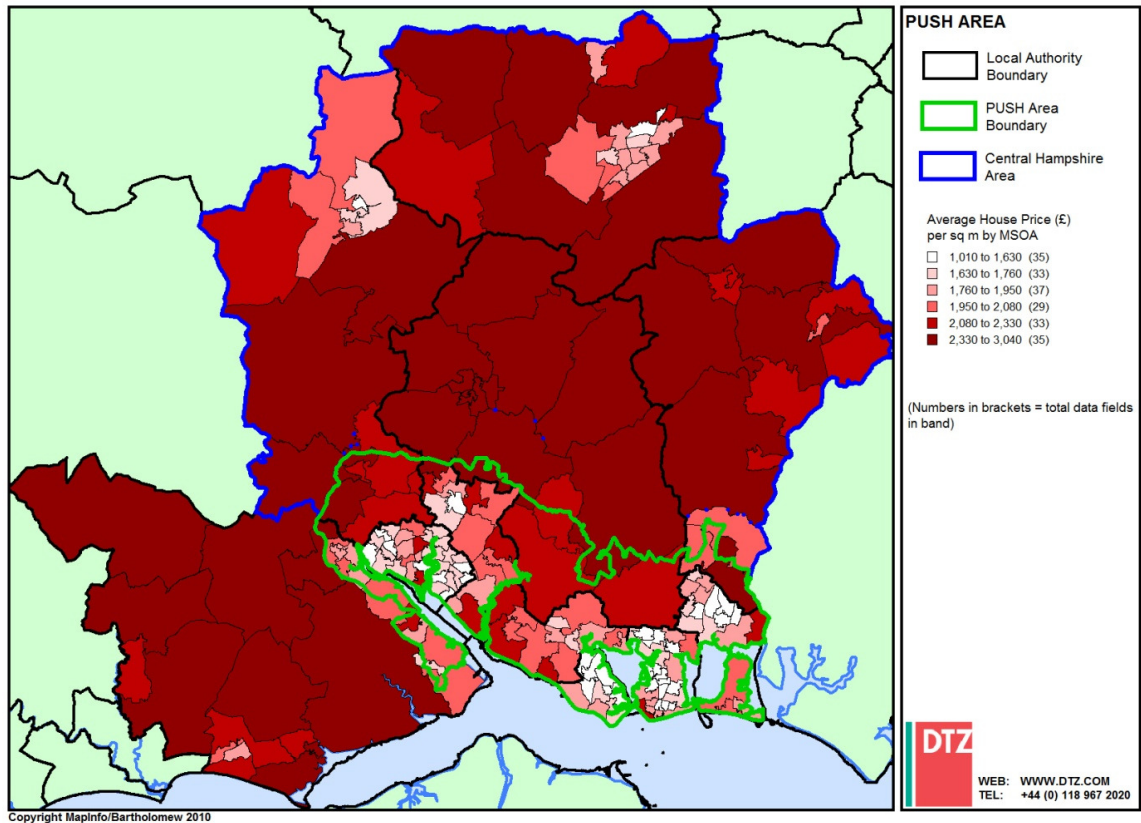 PUSH AREA
Local Authority
Boundary
PUSH Area
Boundary
Central Hampshire
Area
Average House Price (£)
per sq m by MSOA
1,010 to 1,630 (35)
1,630 to 1,760 (33)
1,760 to 1,950 (37)
1,950 to 2,080 (29)
2,080 to 2,330 (33)
2,330 to 3,040 (35)
(Numbers in brackets = total data fields
in band)
DTZ
WEB: WWW.DTZ.COM
TEL: +44 (0) 118 967 2020
Copyright MapInfo/Bartholomew 2010